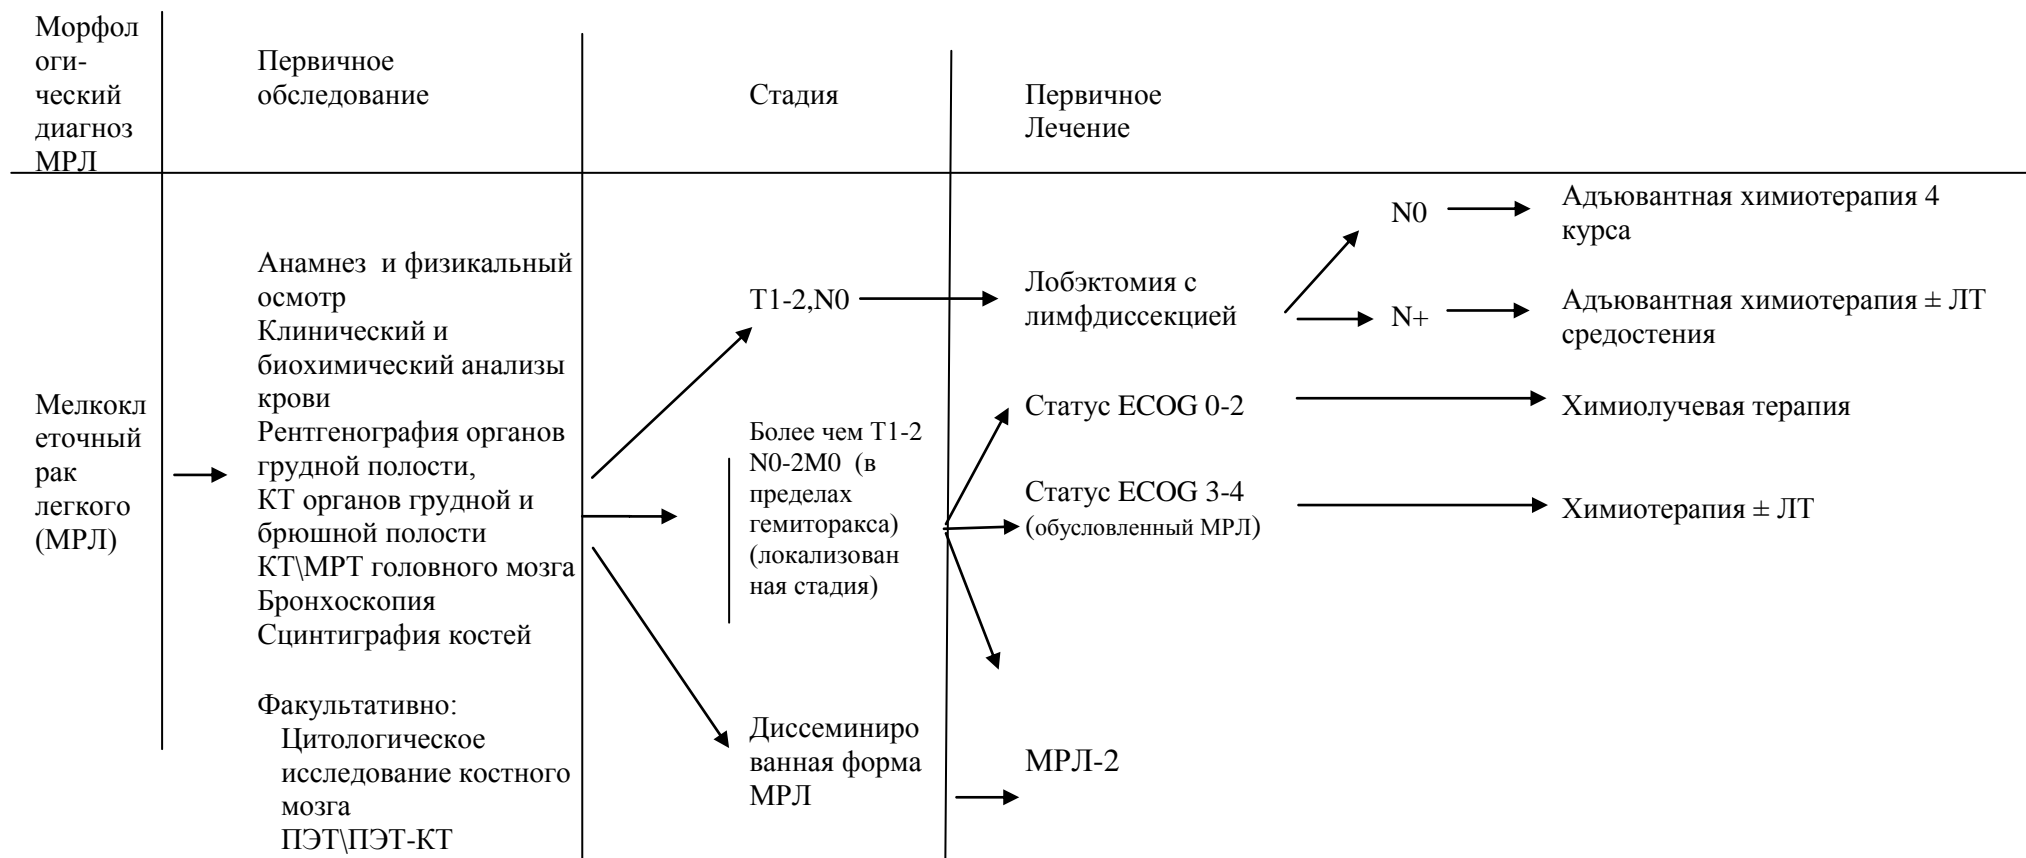 Морфол
оги-
ческий
диагноз
МРЛ
Первичное
обследование
Стадия
Первичное
Лечение
Мелкокл
еточный
рак
легкого
(МРЛ)
Анамнез  и физикальный
осмотр
Клинический и
биохимический анализы
крови
Рентгенография органов
грудной полости,
КТ органов грудной и
брюшной полости
КТ\МРТ головного мозга
Бронхоскопия
Сцинтиграфия костей
Факультативно:
Цитологическое
исследование костного
мозга
ПЭТ\ПЭТ-КТ
T1-2,N0
Более чем T1-2
N0-2M0  (в
пределах
гемиторакса)
(локализован
ная стадия)
Диссеминиро
ванная форма
МРЛ
Лобэктомия с
лимфдиссекцией
Статус ECOG 0-2
Статус ECOG 3-4
(обусловленный МРЛ)
МРЛ-2
N0
N+
Адъювантная химиотерапия 4
курса
Адъювантная химиотерапия ± ЛТ
средостения
Химиолучевая терапия
Химиотерапия ± ЛТ